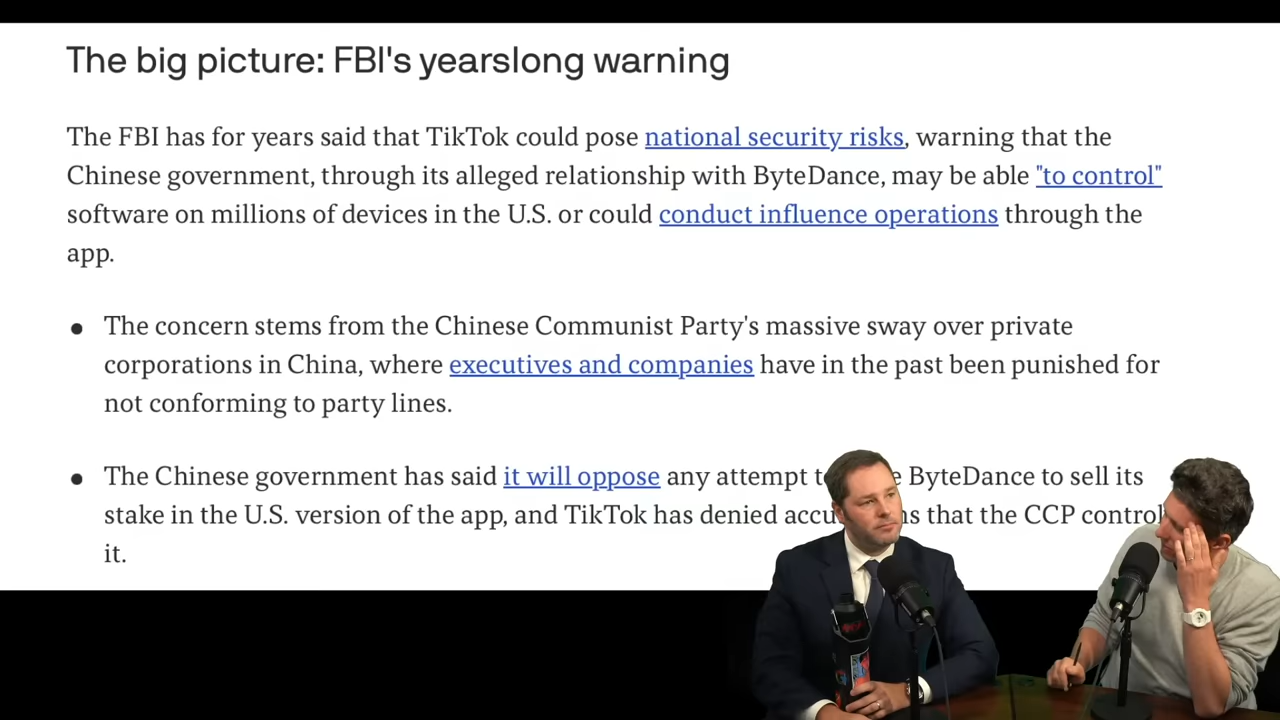 The big picture: FBI's yearslong warning
The FBI has for years said that TikTok could pose national security risks, warning that the
Chinese government, through its alleged relationship with ByteDance, may be able "to control"
software on millions of devices in the U.S. or could conduct influence operations through the
app.
• The concern stems from the Chinese Communist Party's massive sway over private
corporations in China, where executives and companies have in the past been punished for
not conforming to party lines.
• The Chinese government has said it will oppose any attempt ByteDance to sell its
stake in the U.S. version of the app, and TikTok has denied that the CCP
it.